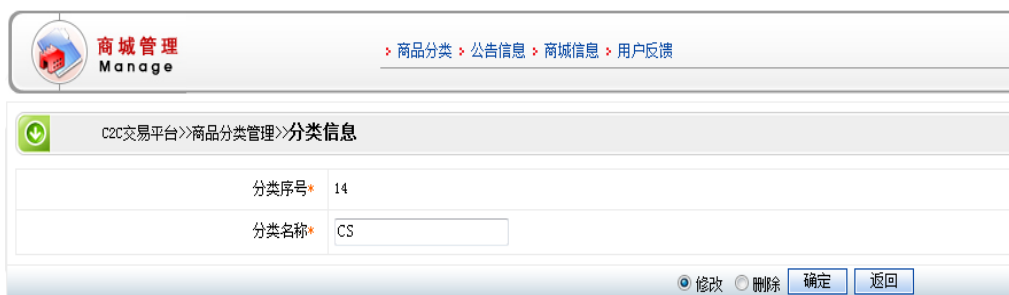 商城管理
Manage
商品分类 公告信息 商城信息 用户反馈
C2C交易平台>>商品分类管理>>分类信息
分类序号* 14
分类名称* CS
修改 删除 确定 返回